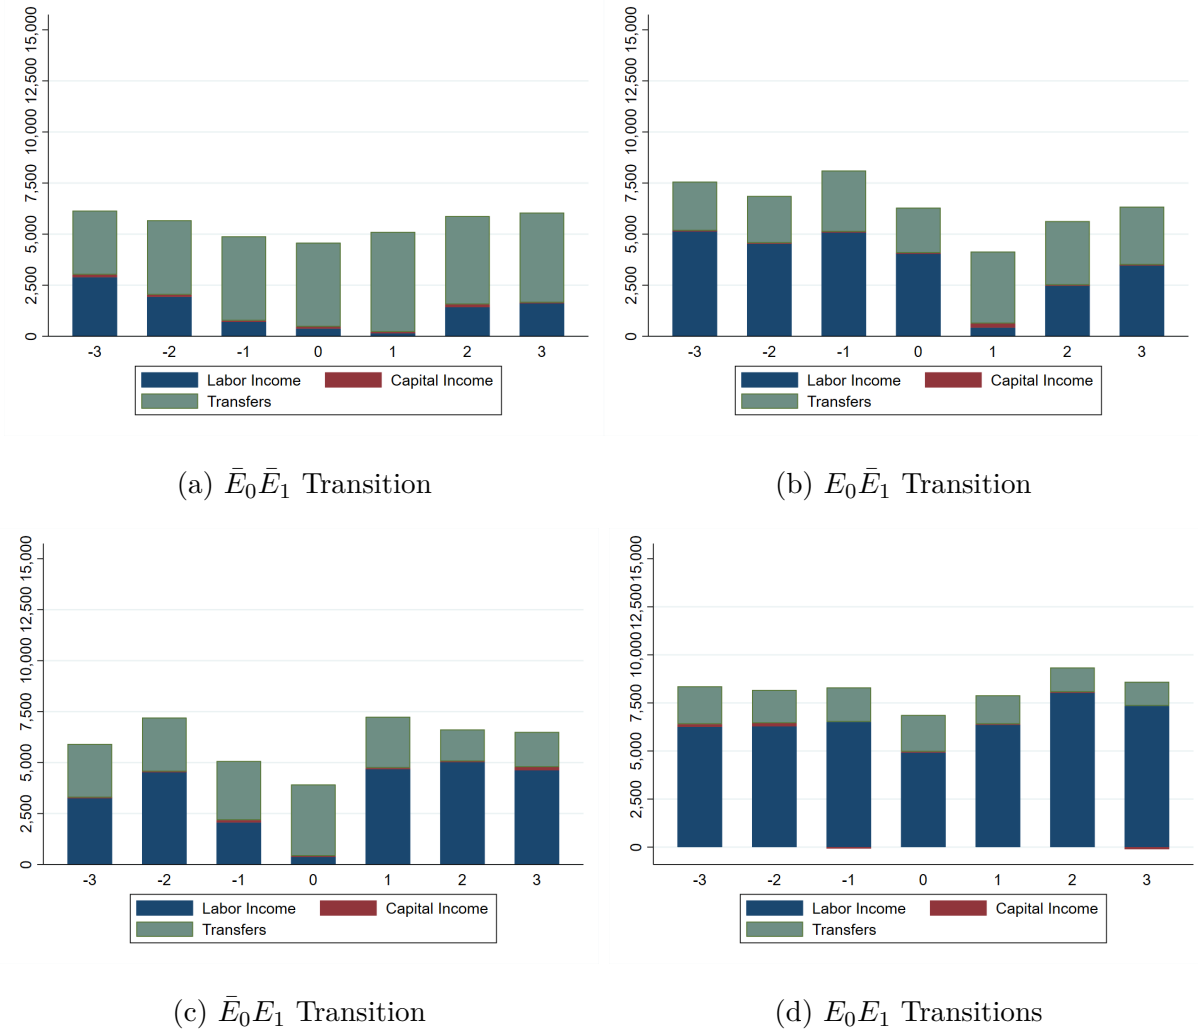 15,000
12,500
10,000
7,500
5,000
2,500
0
-3 -2 -1 0 1 2 3
Labor Income Capital Income
Transfers
(a) Ē₀Ē₁ Transition
15,000
12,500
10,000
7,500
5,000
2,500
0
-3 -2 -1 0 1 2 3
Labor Income Capital Income
Transfers
(b) E₀Ē₁ Transition
15,000
12,500
10,000
7,500
5,000
2,500
0
-3 -2 -1 0 1 2 3
Labor Income Capital Income
Transfers
(c) Ē₀E₁ Transition
15,000
12,500
10,000
7,500
5,000
2,500
0
-3 -2 -1 0 1 2 3
Labor Income Capital Income
Transfers
(d) E₀E₁ Transitions